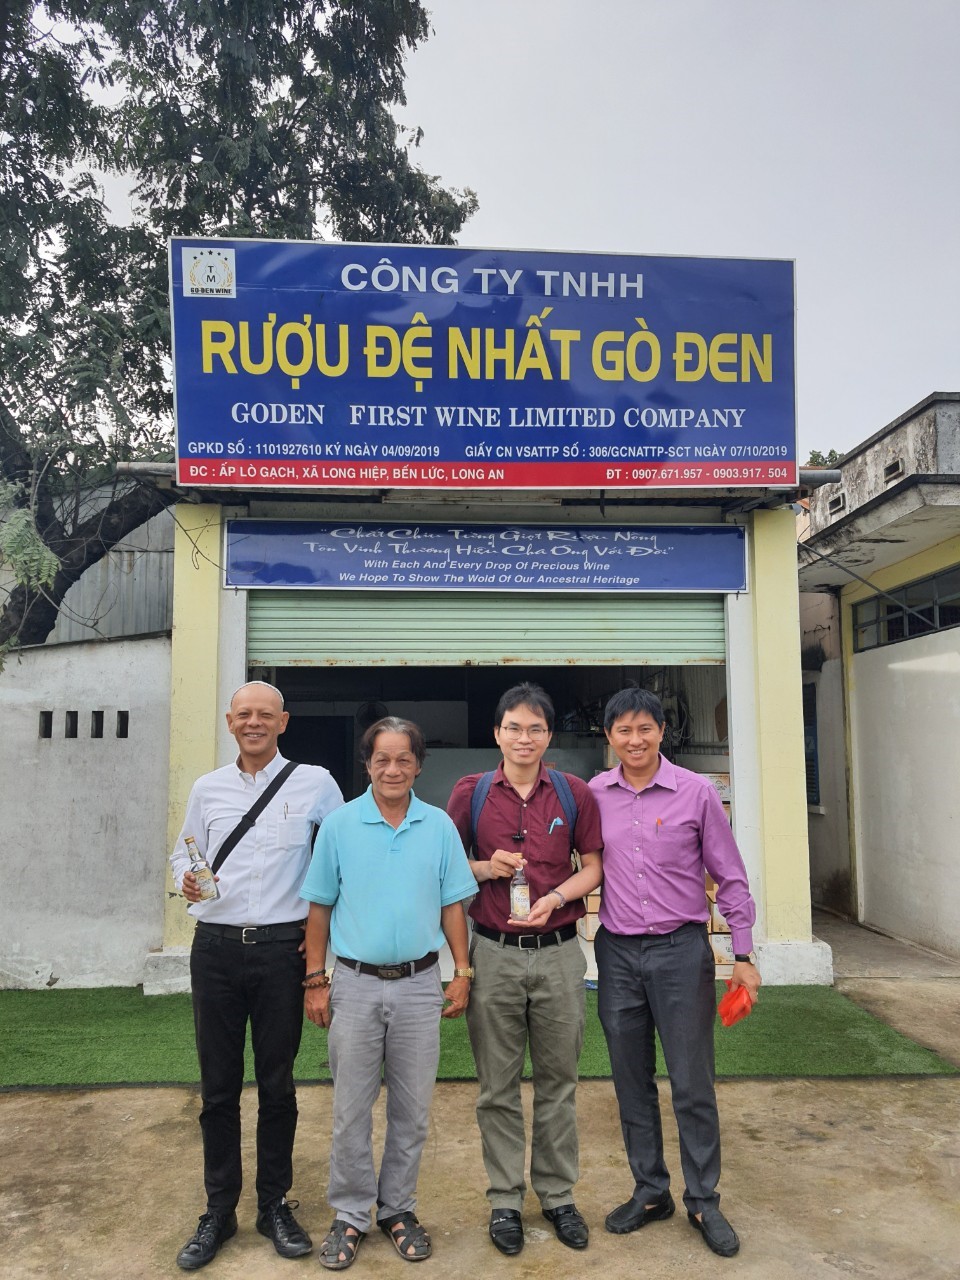 T
M
GO DEN WINE
CÔNG TY TNHH
RƯỢU ĐỆ NHẤT GÒ ĐEN
GODEN FIRST WINE LIMITED COMPANY
GPKD SỐ : 1101927610 KÝ NGÀY 04/09/2019 GIẤY CN VSATTP SỐ : 306/GCNATTP-SCT NGÀY 07/10/2019
ĐC : ẤP LÒ GẠCH, XÃ LONG HIỆP, BẾN LỨC, LONG AN ĐT : 0907.671.957 - 0903.917. 504
"Chắt Chiu Từng Giọt Rượu Nồng
Tôn Vinh Thương Hiệu Cha Ông Với Đời"
With Each And Every Drop Of Precious Wine
We Hope To Show The Wold Of Our Ancestral Heritage